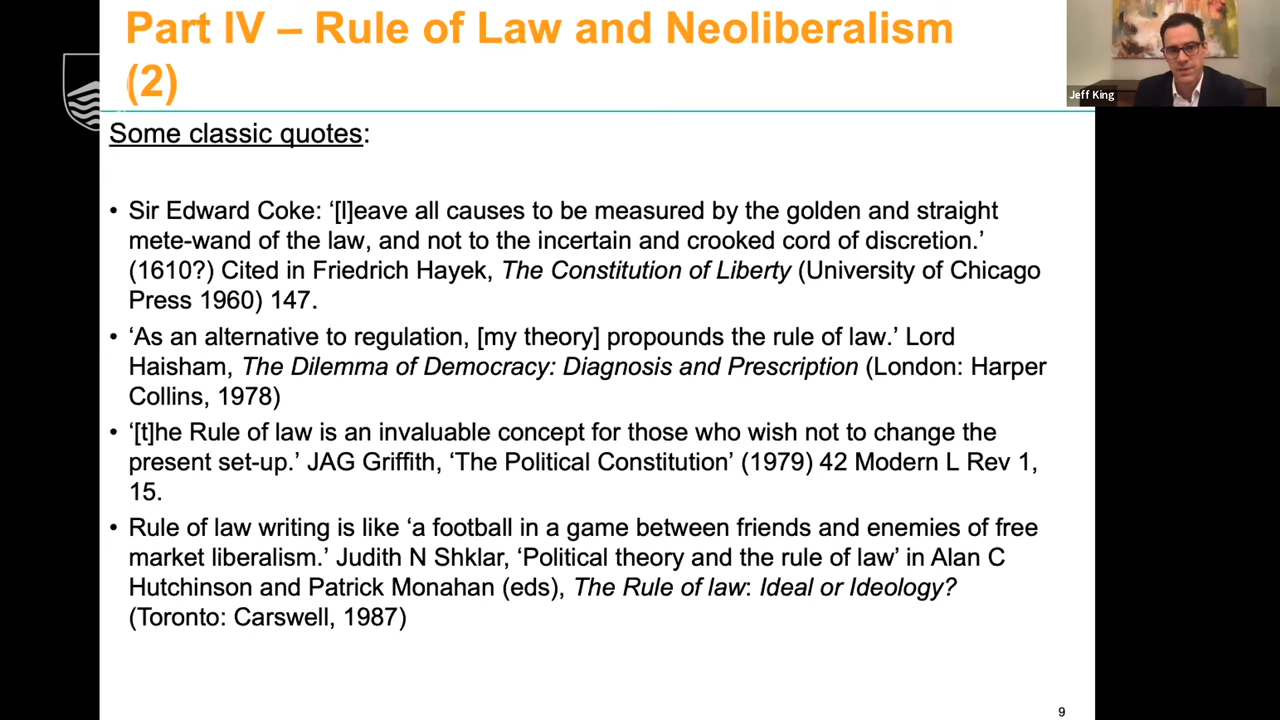 Part IV – Rule of Law and Neoliberalism
(2)
Jeff King
Some classic quotes:
• Sir Edward Coke: ‘[l]eave all causes to be measured by the golden and straight
mete-wand of the law, and not to the incertain and crooked cord of discretion.’
(1610?) Cited in Friedrich Hayek, The Constitution of Liberty (University of Chicago
Press 1960) 147.
• ‘As an alternative to regulation, [my theory] propounds the rule of law.’ Lord
Haisham, The Dilemma of Democracy: Diagnosis and Prescription (London: Harper
Collins, 1978)
• ‘[t]he Rule of law is an invaluable concept for those who wish not to change the
present set-up.’ JAG Griffith, ‘The Political Constitution’ (1979) 42 Modern L Rev 1,
15.
• Rule of law writing is like ‘a football in a game between friends and enemies of free
market liberalism.’ Judith N Shklar, ‘Political theory and the rule of law’ in Alan C
Hutchinson and Patrick Monahan (eds), The Rule of law: Ideal or Ideology?
(Toronto: Carswell, 1987)
9